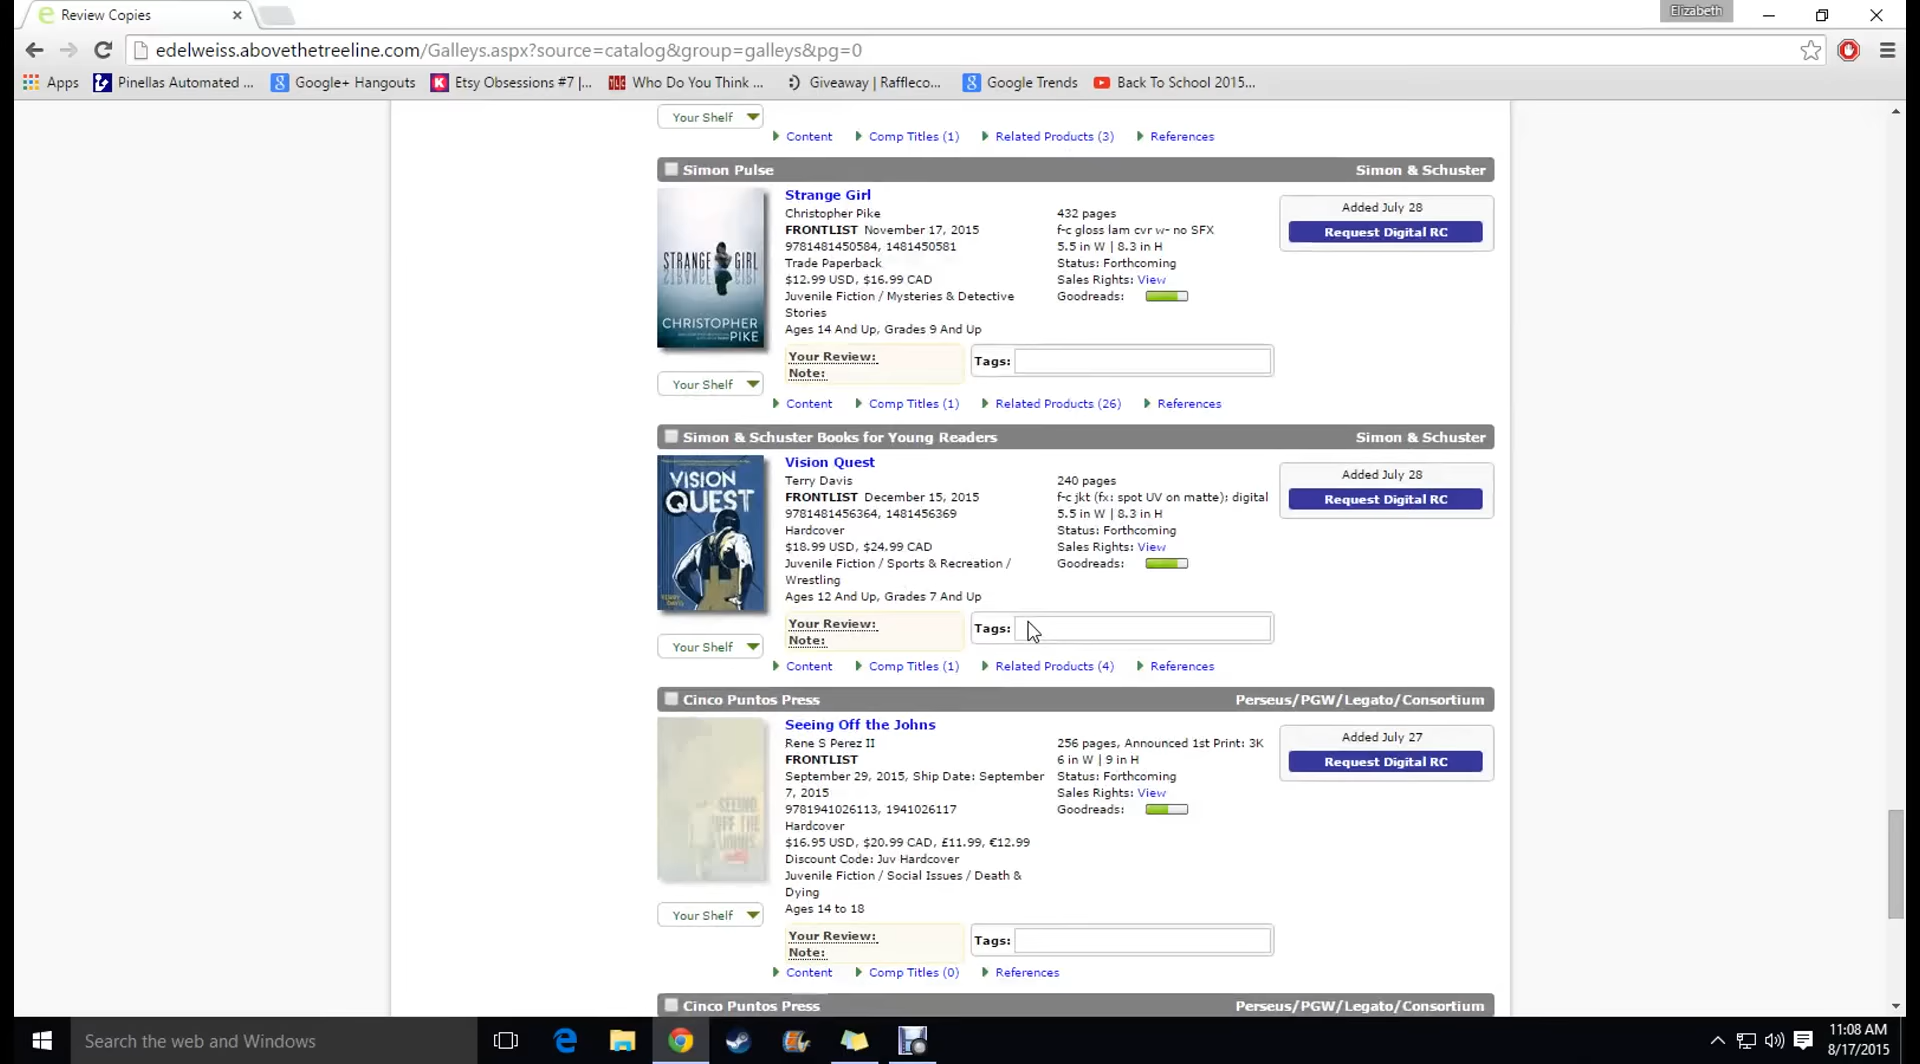 Review Copies
Elizabeth
edelweiss.abovethetreeline.com/Galleys.aspx?source=catalog&group=galleys&pg=0
Apps Pinellas Automated ... Google+ Hangouts Etsy Obsessions #7 |... Who Do You Think ... Giveaway | Raffleco... Google Trends Back To School 2015...
Your Shelf
Content Comp Titles (1) Related Products (3) References
Simon Pulse Simon & Schuster
STRANGE GIRL
CHRISTOPHER PIKE
Strange Girl
Christopher Pike
FRONTLIST November 17, 2015
9781481450584, 1481450581
Trade Paperback
$12.99 USD, $16.99 CAD
Juvenile Fiction / Mysteries & Detective
Stories
Ages 14 And Up, Grades 9 And Up
432 pages
f-c gloss lam cvr w- no SFX
5.5 in W | 8.3 in H
Status: Forthcoming
Sales Rights: View
Goodreads:
Added July 28
Request Digital RC
Your Review:
Note:
Tags:
Your Shelf
Content Comp Titles (1) Related Products (26) References
Simon & Schuster Books for Young Readers Simon & Schuster
VISION
QUEST
TERRY DAVIS
Vision Quest
Terry Davis
FRONTLIST December 15, 2015
9781481456364, 1481456369
Hardcover
$18.99 USD, $24.99 CAD
Juvenile Fiction / Sports & Recreation /
Wrestling
Ages 12 And Up, Grades 7 And Up
240 pages
f-c jkt (fx: spot UV on matte); digital
5.5 in W | 8.3 in H
Status: Forthcoming
Sales Rights: View
Goodreads:
Added July 28
Request Digital RC
Your Review:
Note:
Tags:
Your Shelf
Content Comp Titles (1) Related Products (4) References
Cinco Puntos Press Perseus/PGW/Legato/Consortium
SEEING
OFF THE
JOHNS
Seeing Off the Johns
Rene S Perez II
FRONTLIST
September 29, 2015, Ship Date: September
7, 2015
9781941026113, 1941026117
Hardcover
$16.95 USD, $20.99 CAD, £11.99, €12.99
Discount Code: Juv Hardcover
Juvenile Fiction / Social Issues / Death &
Dying
Ages 14 to 18
256 pages, Announced 1st Print: 3K
6 in W | 9 in H
Status: Forthcoming
Sales Rights: View
Goodreads:
Added July 27
Request Digital RC
Your Review:
Note:
Tags:
Your Shelf
Content Comp Titles (0) References
Cinco Puntos Press Perseus/PGW/Legato/Consortium
Search the web and Windows
11:08 AM
8/17/2015